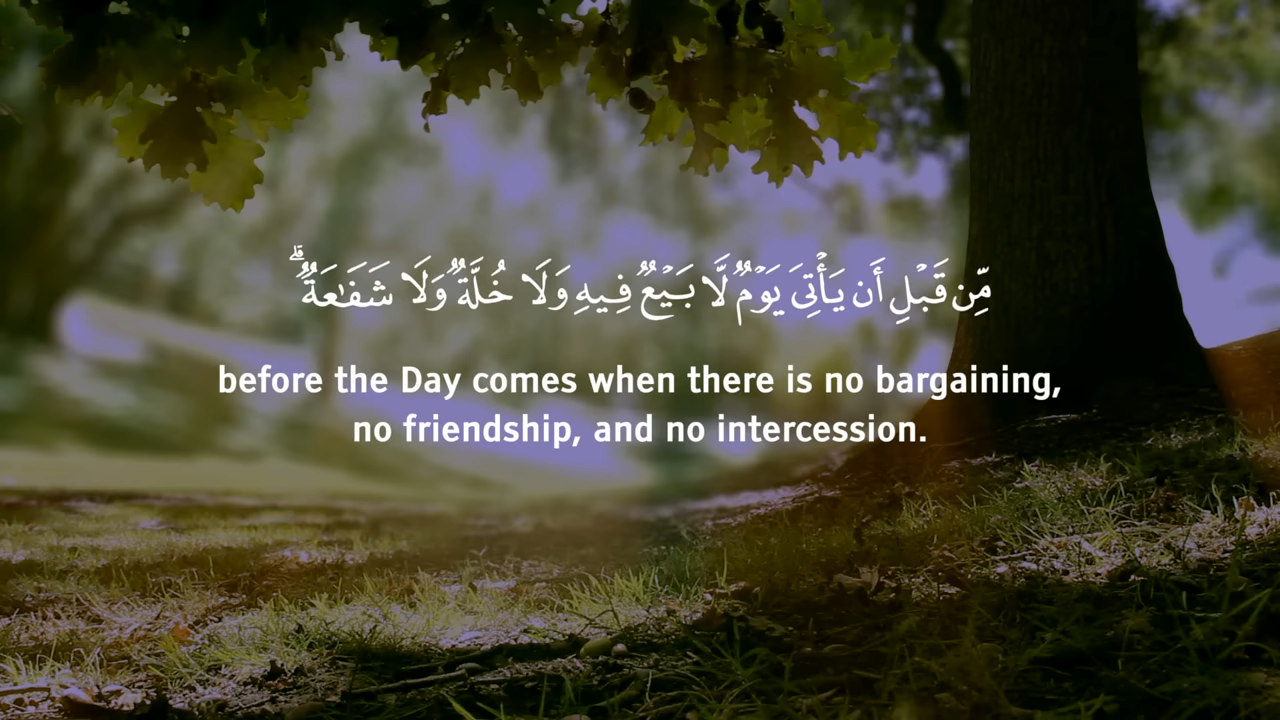 مِّن قَبْلِ أَن يَأْتِىَ يَوْمٌ لَّا بَيْعٌ فِيهِ وَلَا خُلَّةٌ وَلَا شَفَـٰعَةٌ ۗ
before the Day comes when there is no bargaining,
no friendship, and no intercession.